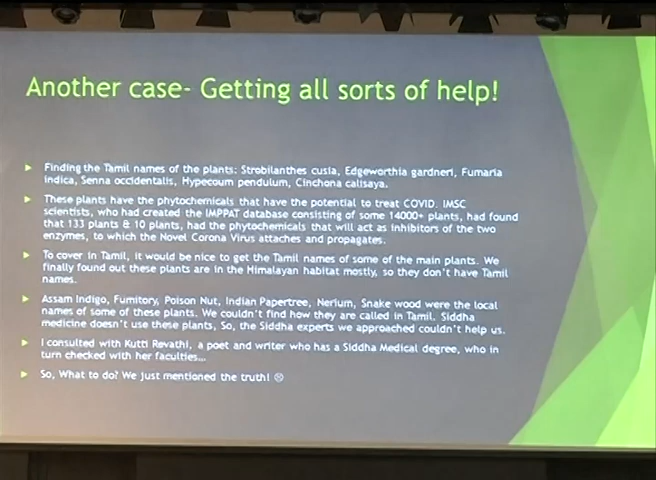 Another case- Getting all sorts of help!
Finding the Tamil names of the plants: Strobilanthes cusia, Edgeworthia gardneri, Fumaria
indica, Senna occidentalis, Hypecoum pendulum, Cinchona calisaya.
These plants have the phytochemicals that have the potential to treat COVID. IMSC
scientists, who had created the IMPPAT database consisting of some 14000+ plants, had found
that 133 plants & 10 plants, had the phytochemicals that will act as inhibitors of the two
enzymes, to which the Novel Corona Virus attaches and propagates.
To cover in Tamil, it would be nice to get the Tamil names of some of the main plants. We
finally found out these plants are in the Himalayan habitat mostly, so they don't have Tamil
names.
Assam Indigo, Fumitory, Poison Nut, Indian Papertree, Nerium, Snake wood were the local
names of some of these plants. We couldn't find how they are called in Tamil. Siddha
medicine doesn't use these plants, So, the Siddha experts we approached couldn't help us.
I consulted with Kutti Revathi, a poet and writer who has a Siddha Medical degree, who in
turn checked with her faculties...
So, What to do? We just mentioned the truth! ☹